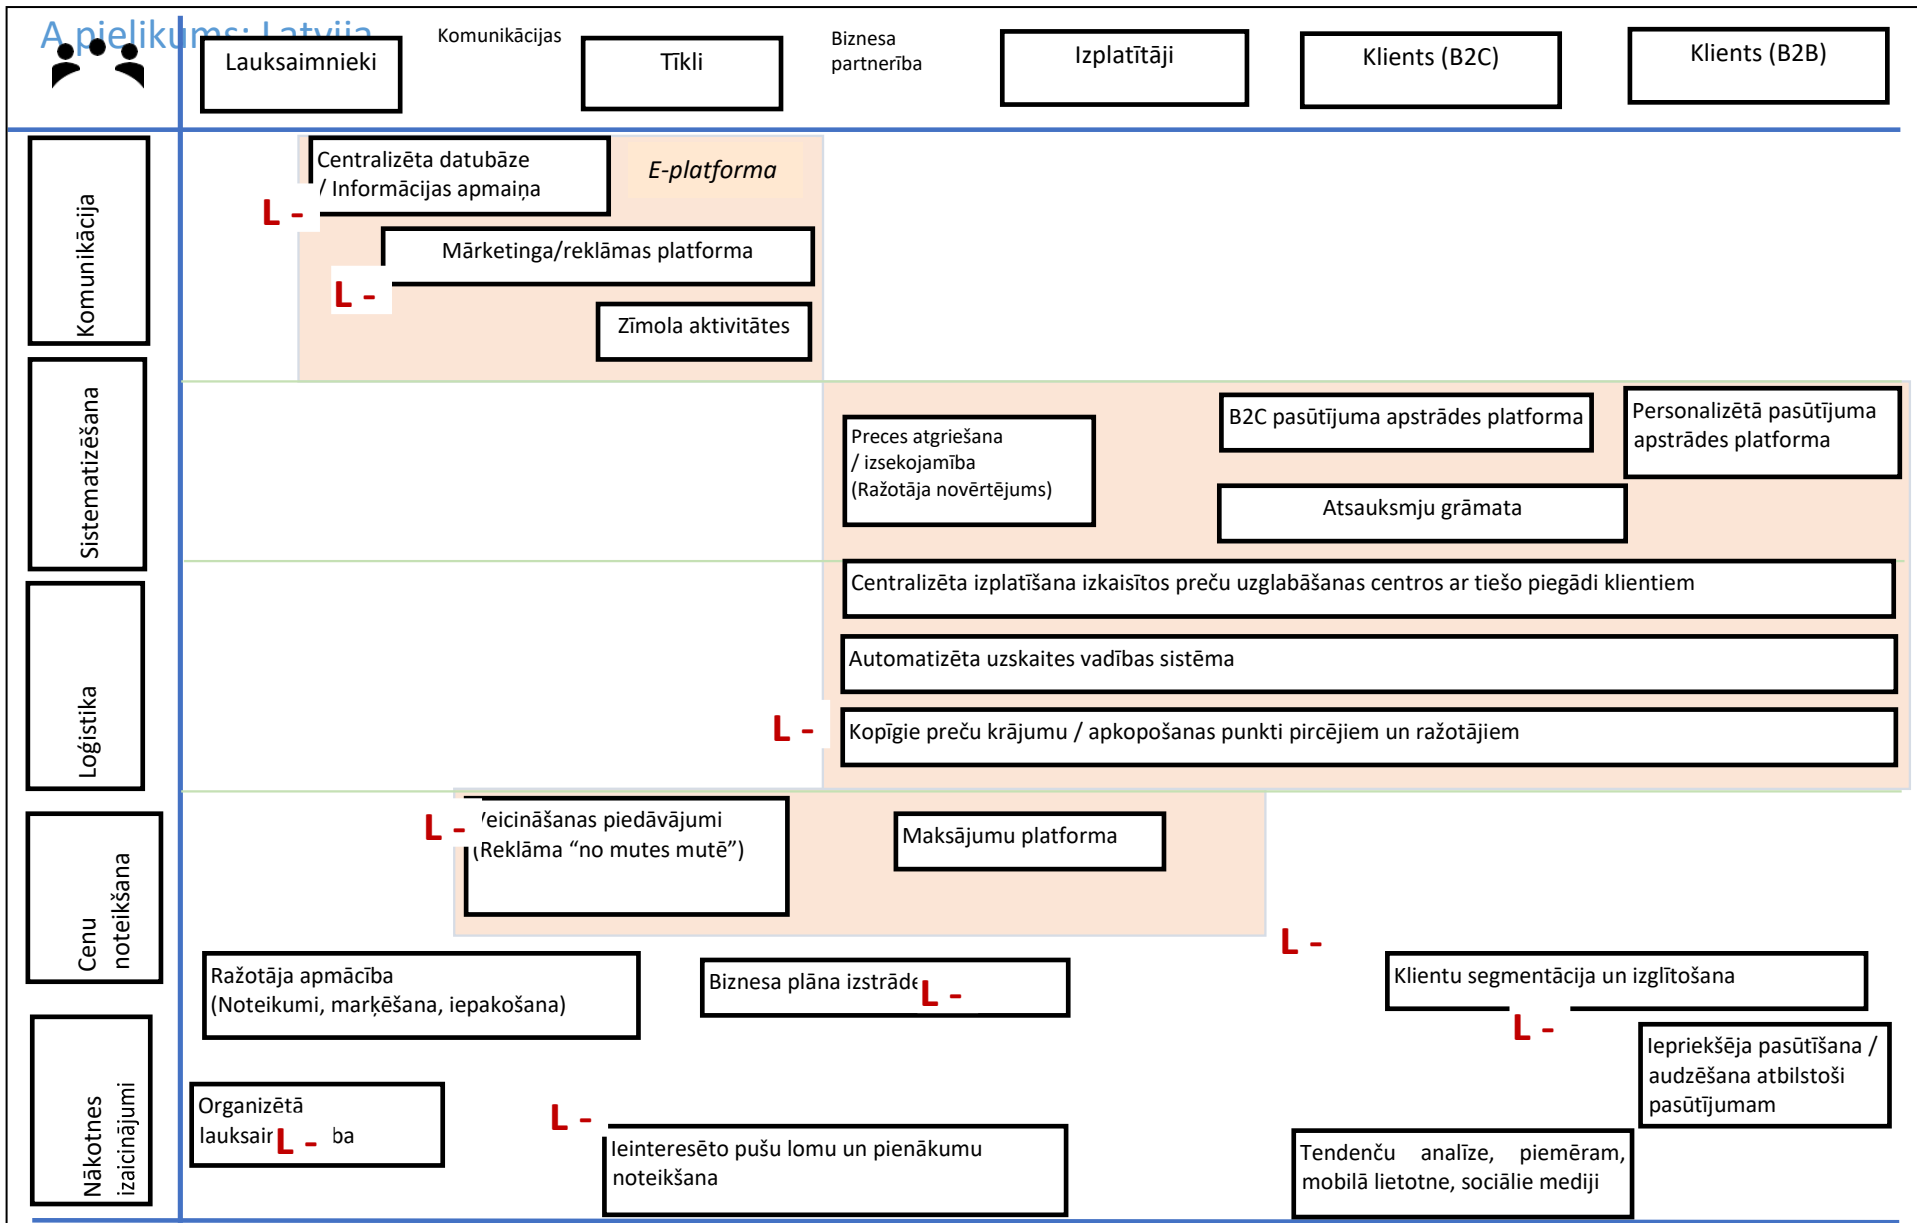 A pielikums: Latvija
Lauksaimnieki
Komunikācijas
Tīkli
Biznesa
partnerība
Izplatītāji
Klients (B2C)
Klients (B2B)
Komunikācija
Centralizēta datubāze
/ Informācijas apmaiņa
E-platforma
L -
Mārketinga/reklāmas platforma
L -
Zīmola aktivitātes
Sistematizēšana
Preces atgriešana
/ izsekojamība
(Ražotāja novērtējums)
B2C pasūtījuma apstrādes platforma
Personalizētā pasūtījuma
apstrādes platforma
Atsauksmju grāmata
Loģistika
Centralizēta izplatīšana izkaisītos preču uzglabāšanas centros ar tiešo piegādi klientiem
Automatizēta uzskaites vadības sistēma
L -
Kopīgie preču krājumu / apkopošanas punkti pircējiem un ražotājiem
Cenu
noteikšana
L -
Veicināšanas piedāvājumi
(Reklāma “no mutes mutē”)
Maksājumu platforma
L -
Ražotāja apmācība
(Noteikumi, marķēšana, iepakošana)
Biznesa plāna izstrāde
L -
Klientu segmentācija un izglītošana
L -
Nākotnes
izaicinājumi
Iepriekšēja pasūtīšana /
audzēšana atbilstoši
pasūtījumam
Organizētā
L -
L -
Ieinteresēto pušu lomu un pienākumu
noteikšana
Tendenču analīze, piemēram,
mobilā lietotne, sociālie mediji